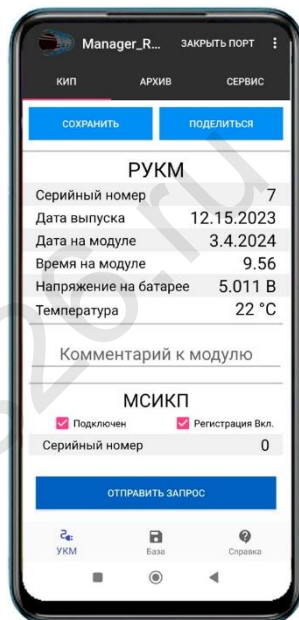 Manager_R... ЗАКРЫТЬ ПОРТ
КИП АРХИВ СЕРВИС
СОХРАНИТЬ ПОДЕЛИТЬСЯ
РУКМ
Серийный номер 7
Дата выпуска 12.15.2023
Дата на модуле 3.4.2024
Время на модуле 9.56
Напряжение на батарее 5.011 В
Температура 22 °C
Комментарий к модулю
МСИКП
Подключен Регистрация Вкл.
Серийный номер 0
ОТПРАВИТЬ ЗАПРОС
УКМ База Справка